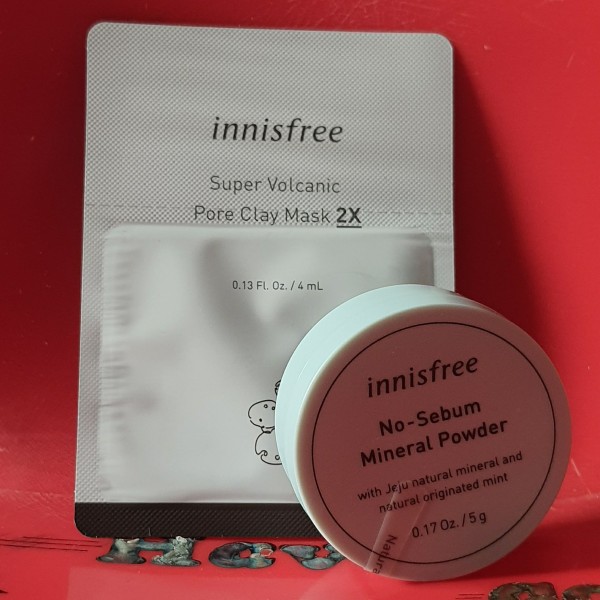 innisfree
Super Volcanic
Pore Clay Mask 2X
0.13 Fl. Oz. / 4 mL
innisfree
No-Sebum
Mineral Powder
with Jeju natural mineral and
natural originated mint
0.17 Oz. / 5 g